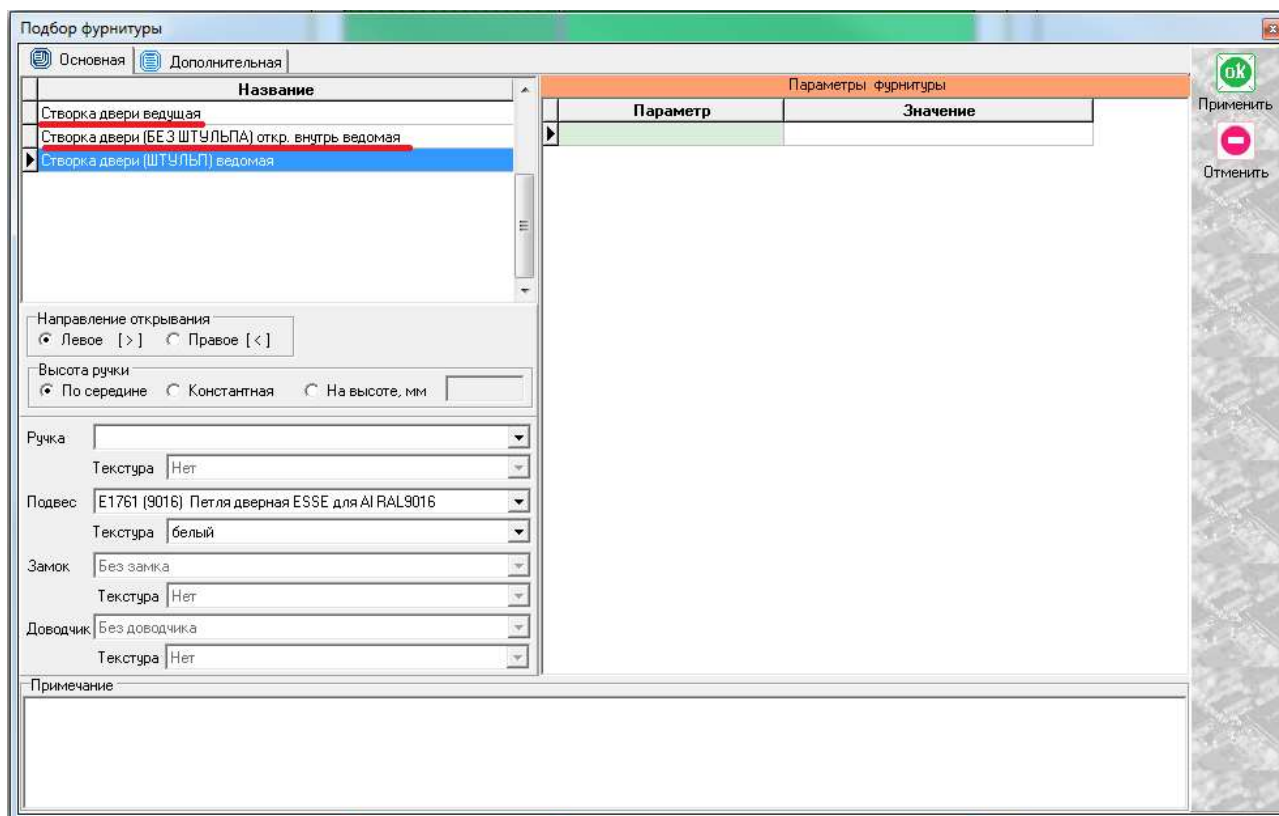 Подбор фурнитуры
Основная
Дополнительная
Название
Створка двери ведущая
Створка двери (БЕЗ ШТУЛЬПА) откр. внутрь ведомая
Створка двери (ШТУЛЬП) ведомая
Параметры фурнитуры
Параметр Значение
ok
Применить
Отменить
Направление открывания
Левое [>] Правое [<]
Высота ручки
По середине Константная На высоте, мм
Ручка
Текстура Нет
Подвес E1761 (9016) Петля дверная ESSE для Al RAL9016
Текстура белый
Замок Без замка
Текстура Нет
Доводчик Без доводчика
Текстура Нет
Примечание